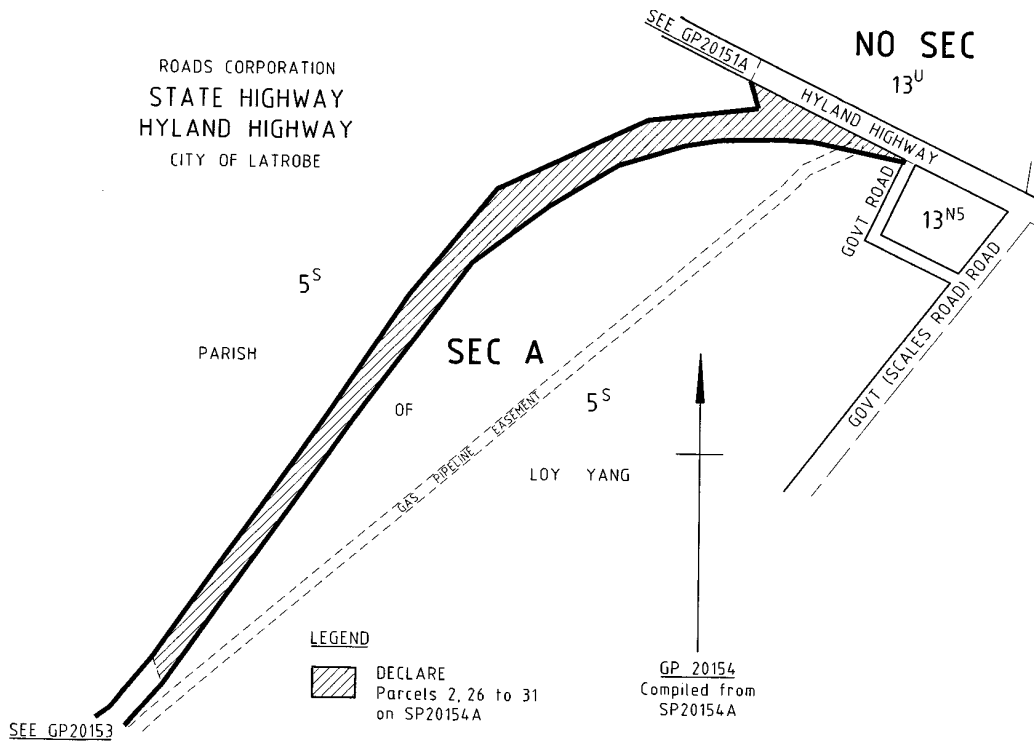 SEE GP20151A
NO SEC
13U
ROADS CORPORATION
STATE HIGHWAY
HYLAND HIGHWAY
CITY OF LATROBE
HYLAND HIGHWAY
GOVT ROAD
13N5
GOVT (SCALES ROAD) ROAD
5S
PARISH
SEC A
OF
5S
GAS PIPELINE EASEMENT
LOY YANG
LEGEND
DECLARE
Parcels 2, 26 to 31
on SP20154A
GP 20154
Compiled from
SP20154A
SEE GP20153